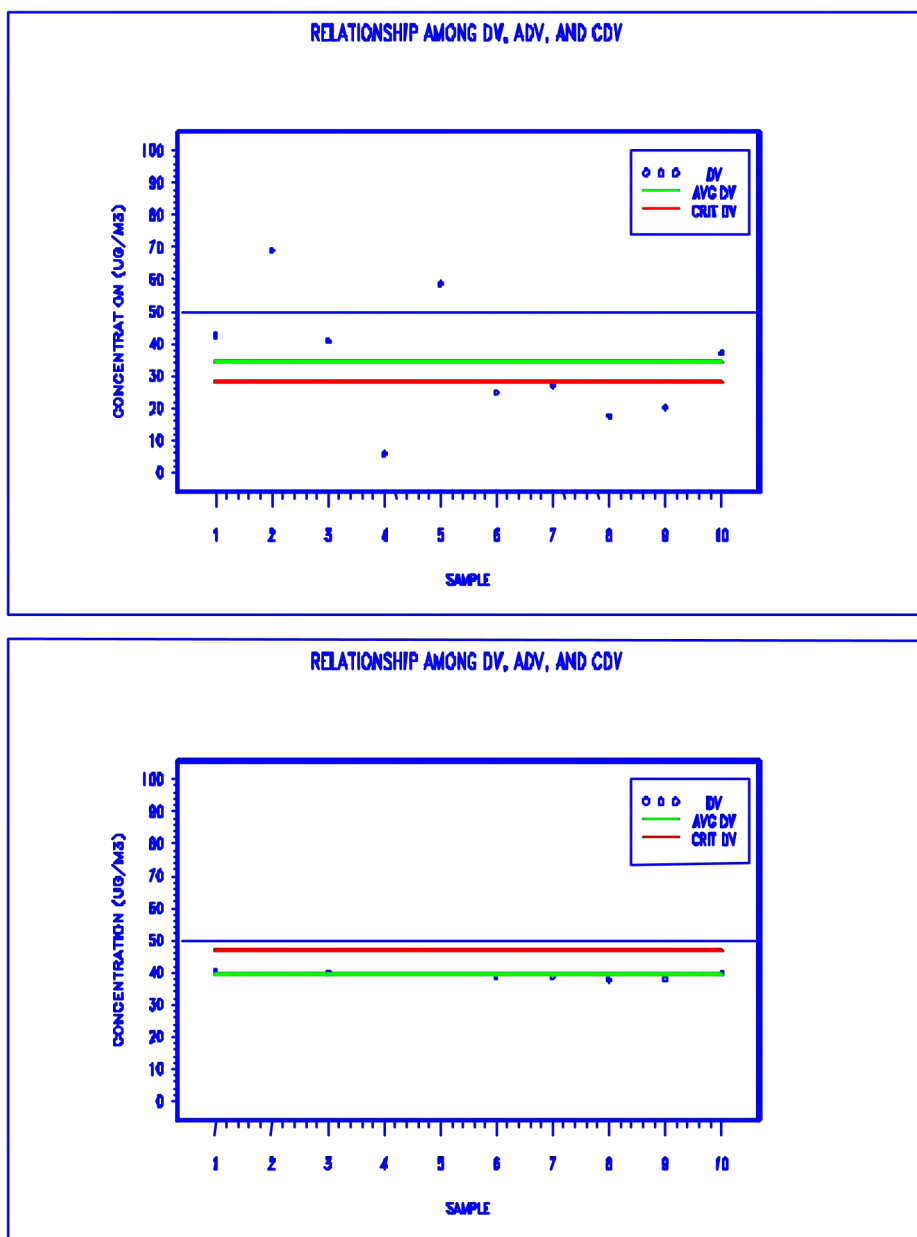 RELATIONSHIP AMONG DV, ADV, AND CDV
CONCENTRATION (UG/M3)
100
90
80
70
60
50
40
30
20
10
0
DV
AVG DV
CRIT DV
1 2 3 4 5 6 7 8 9 10
SAMPLE
RELATIONSHIP AMONG DV, ADV, AND CDV
CONCENTRATION (UG/M3)
100
90
80
70
60
50
40
30
20
10
0
DV
AVG DV
CRIT DV
1 2 3 4 5 6 7 8 9 10
SAMPLE